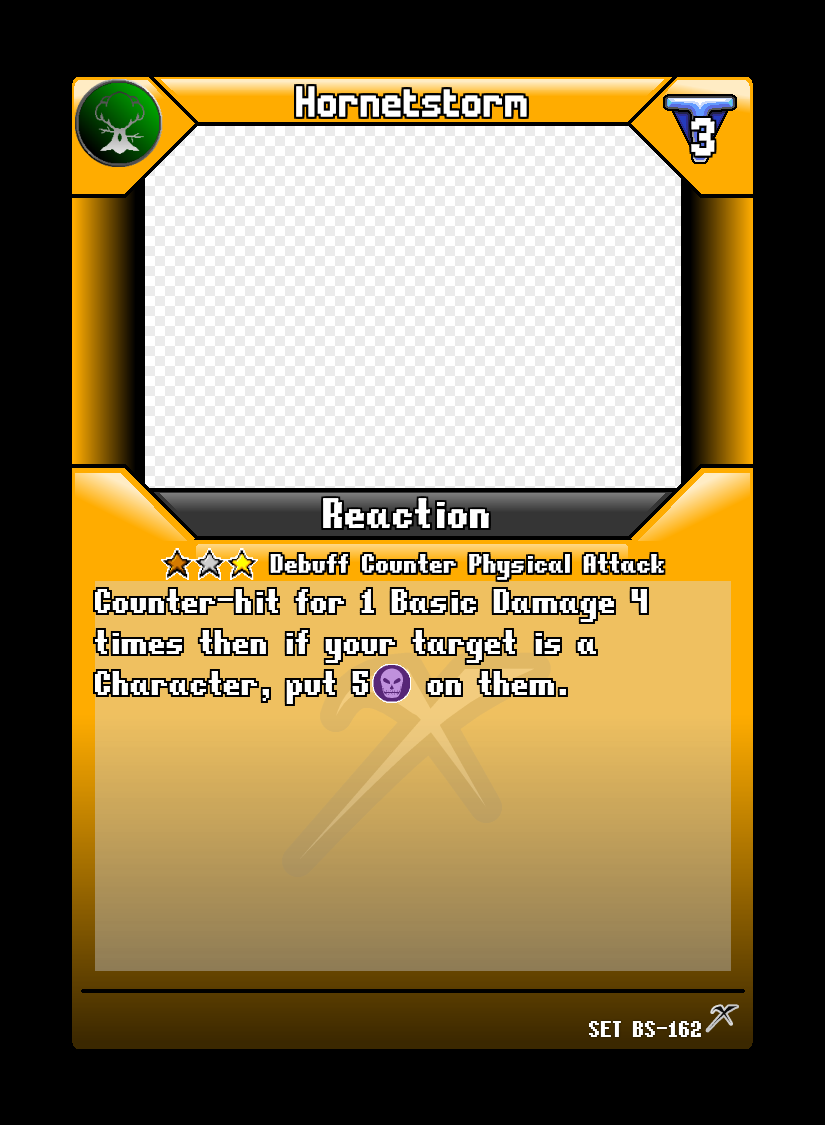 Hornetstorm
3
Reaction
Debuff Counter Physical Attack
Counter-hit for 1 Basic Damage 4
times then if your target is a
Character, put 5 on them.
SET BS-162